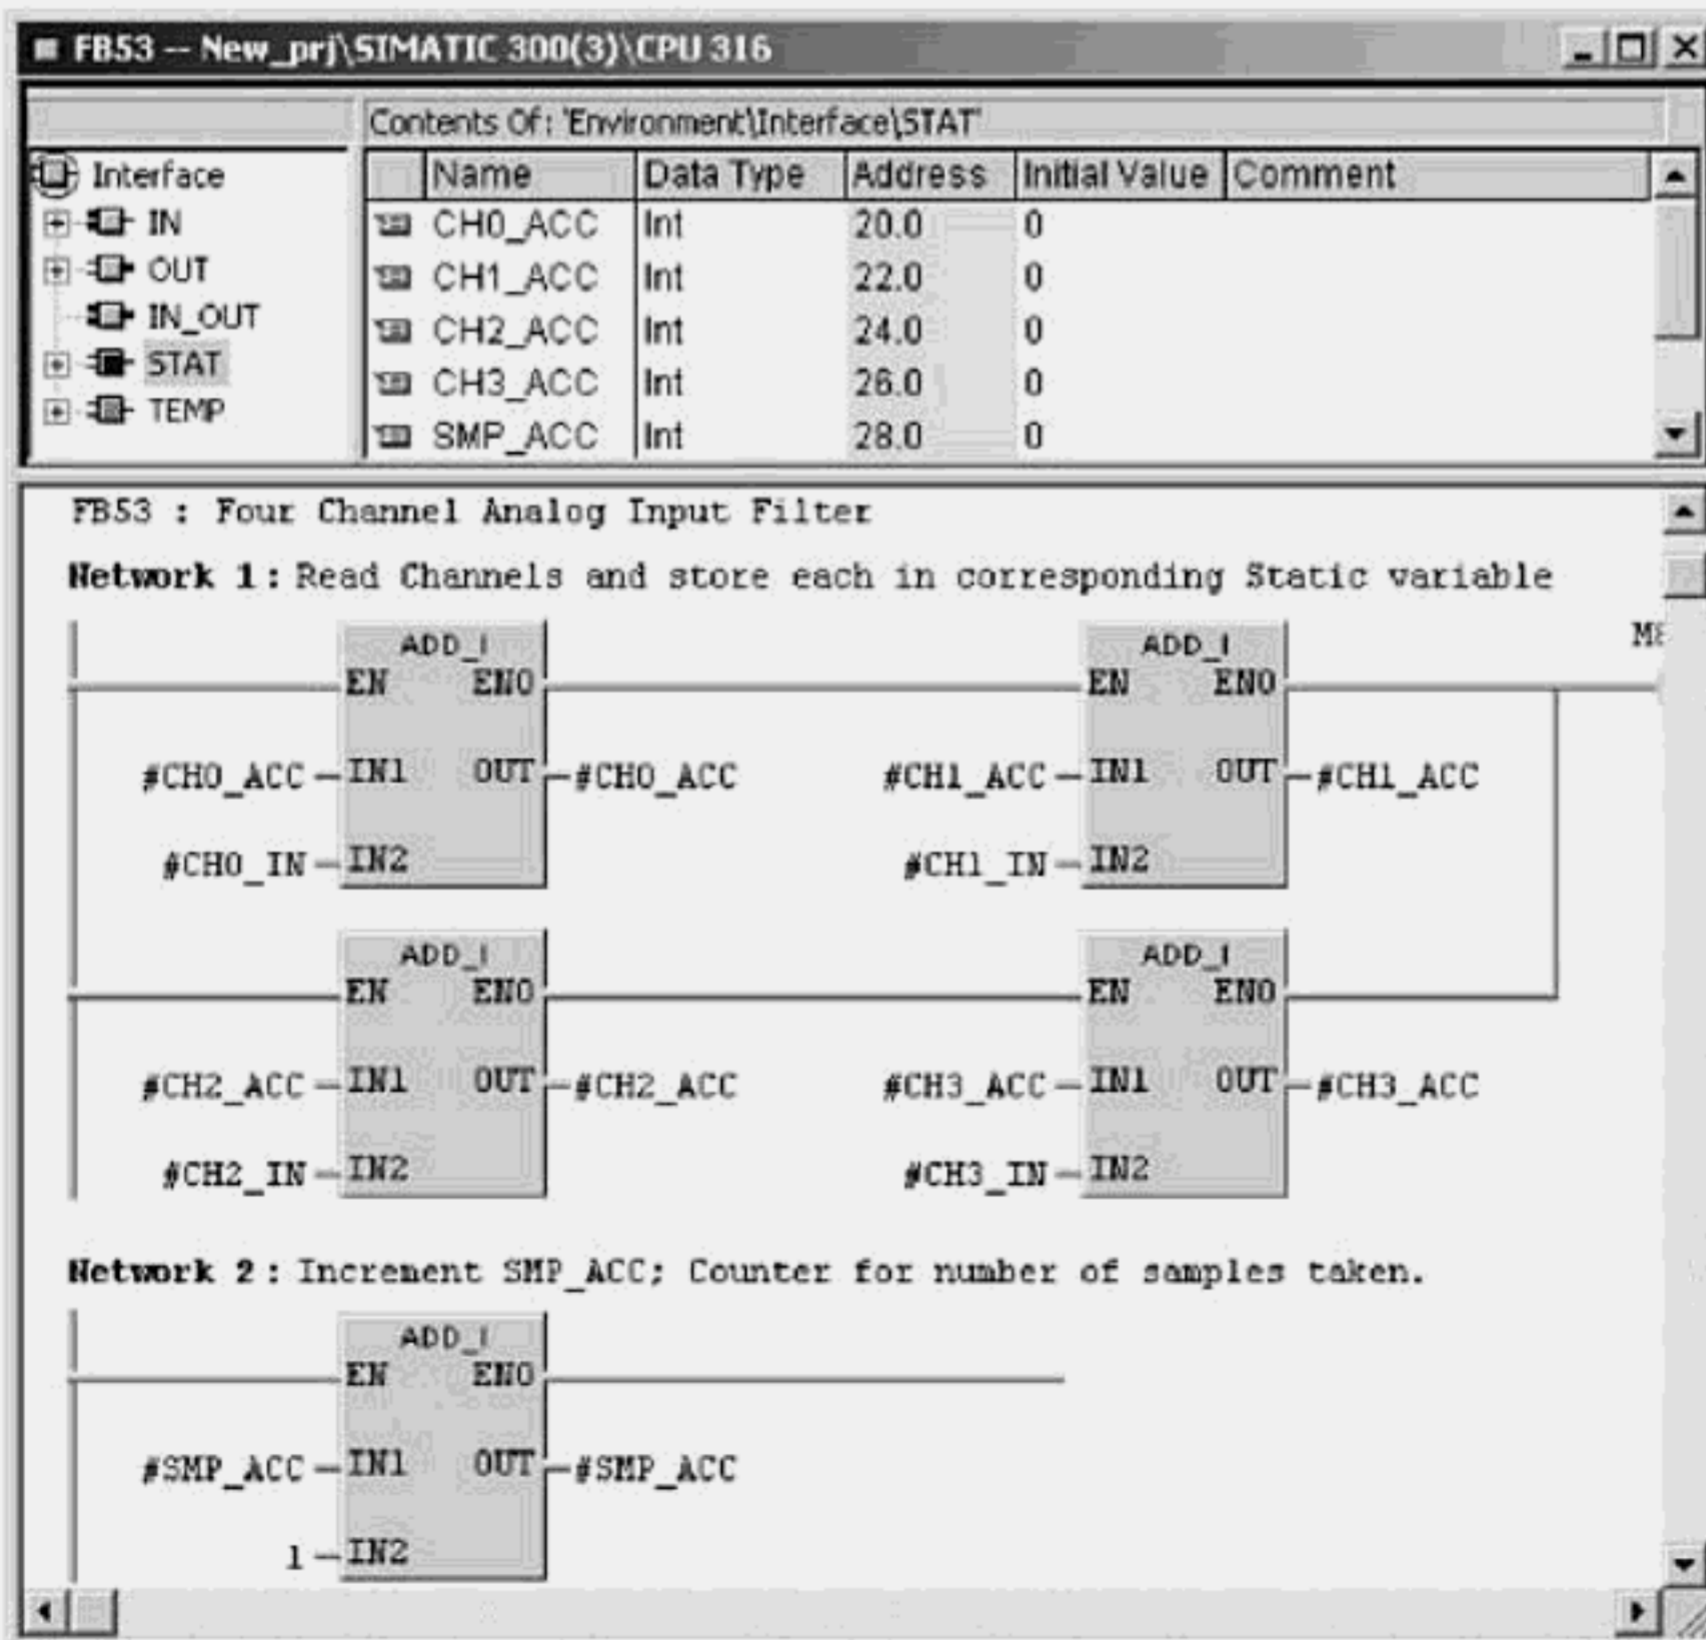 FB53 -- New_prj\SIMATIC 300(3)\CPU 316
Contents Of: 'Environment\Interface\STAT'
Interface
IN
OUT
IN_OUT
STAT
TEMP
Name Data Type Address Initial Value Comment
CH0_ACC Int 20.0 0
CH1_ACC Int 22.0 0
CH2_ACC Int 24.0 0
CH3_ACC Int 26.0 0
SMP_ACC Int 28.0 0
FB53 : Four Channel Analog Input Filter
Network 1: Read Channels and store each in corresponding Static variable
ADD_I ADD_I
EN ENO EN ENO
#CH0_ACC IN1 OUT #CH0_ACC #CH1_ACC IN1 OUT #CH1_ACC
#CH0_IN IN2 #CH1_IN IN2
ADD_I ADD_I
EN ENO EN ENO
#CH2_ACC IN1 OUT #CH2_ACC #CH3_ACC IN1 OUT #CH3_ACC
#CH2_IN IN2 #CH3_IN IN2
Network 2: Increment SMP_ACC; Counter for number of samples taken.
ADD_I
EN ENO
#SMP_ACC IN1 OUT #SMP_ACC
1 IN2